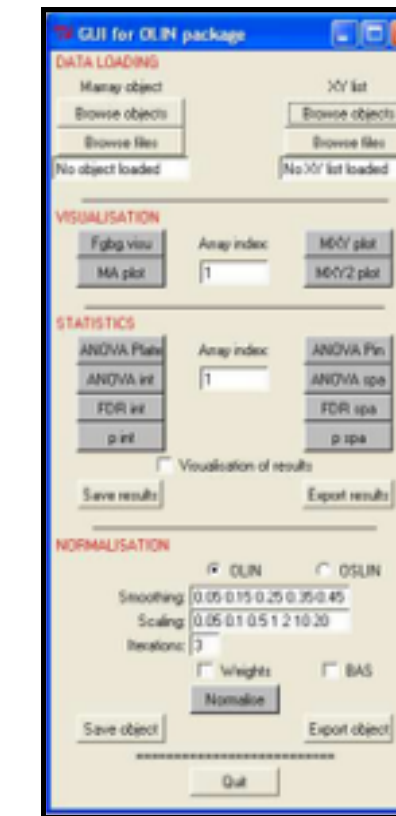 GUI for OLIN package
DATA LOADING
Marray object XY list
Browse objects Browse objects
Browse files Browse files
No object loaded No XY list loaded
VISUALISATION
Fgbg visu Array index: MXY plot
MA plot 1 MXY2 plot
STATISTICS
ANOVA Plate Array index: ANOVA Pin
ANOVA int 1 ANOVA spa
FDR int FDR spa
p int p spa
Visualisation of results
Save results Export results
NORMALISATION
OLIN OSLIN
Smoothing: 0.05 0.15 0.25 0.35 0.45
Scaling: 0.05 0.1 0.5 1 2 10 20
Iterations: 3
Weights BAS
Normalise
Save object Export object
Quit